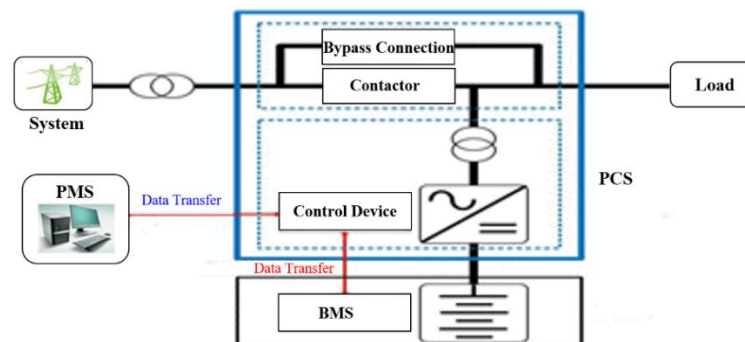 Bypass Connection
Contactor
Load
System
PCS
PMS
Data Transfer
Control Device
Data Transfer
BMS